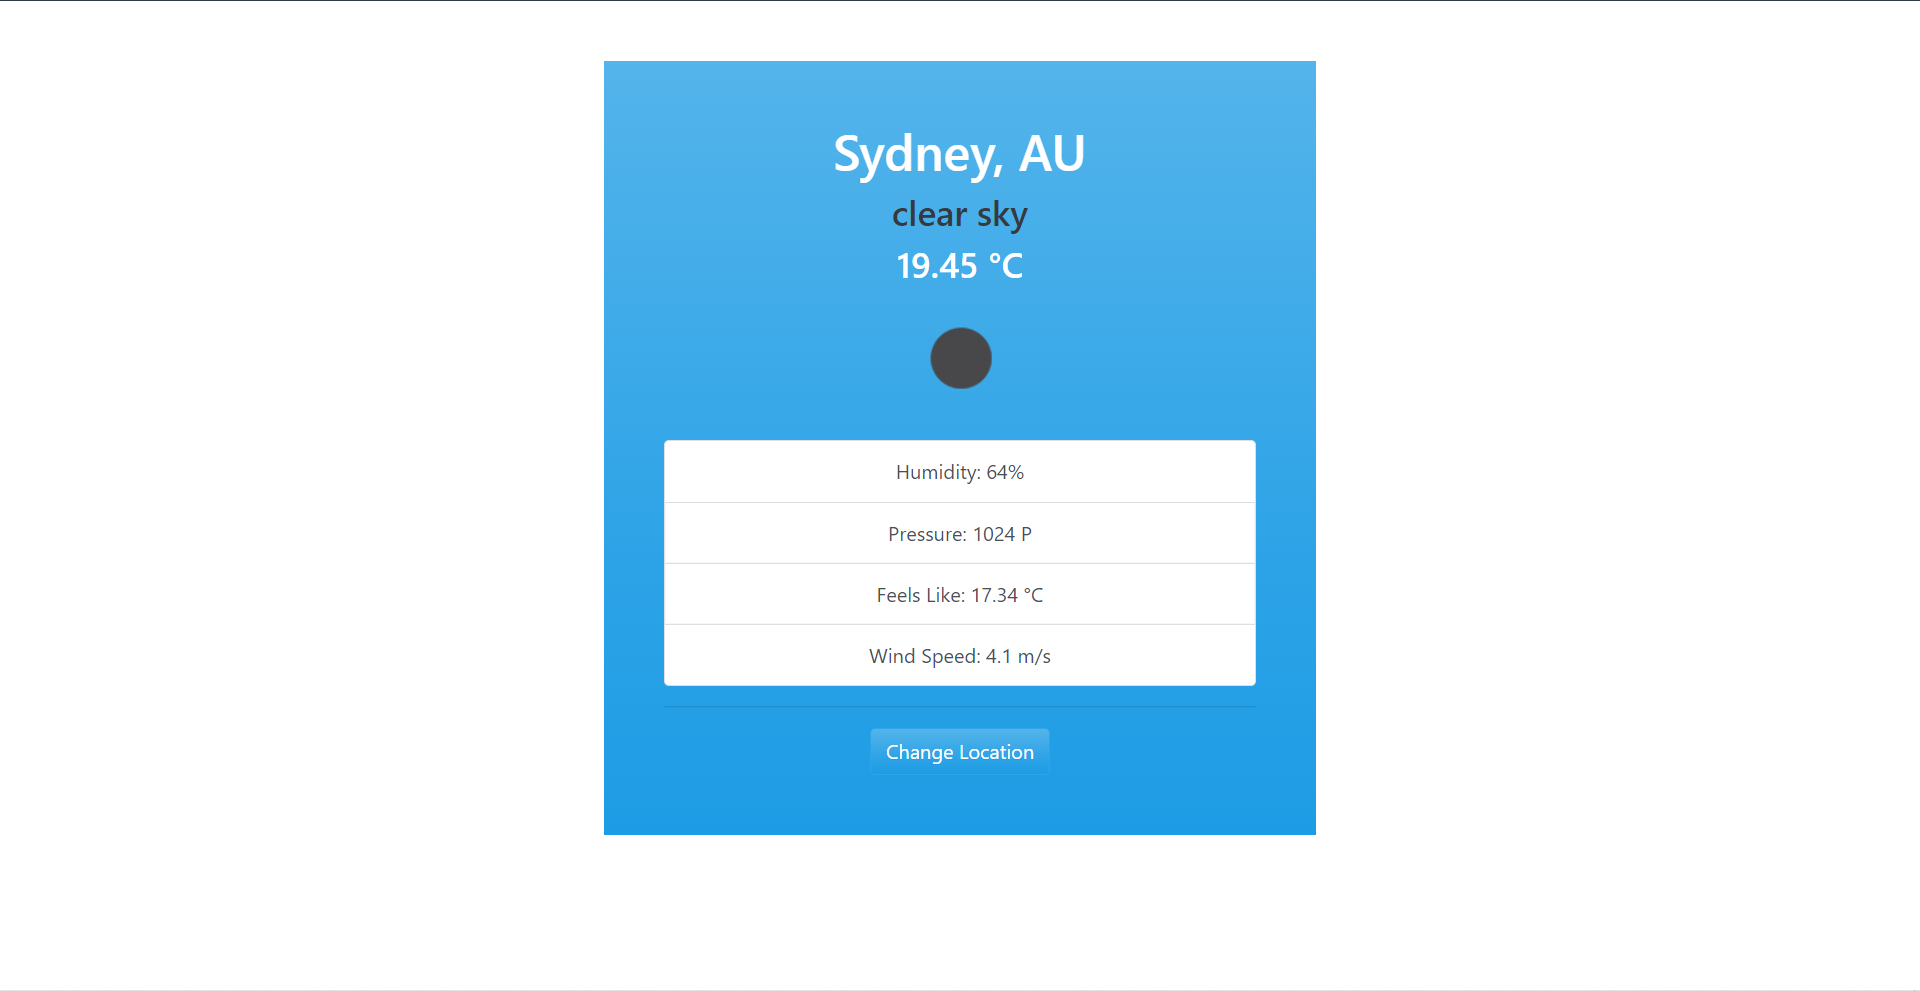 Sydney, AU
clear sky
19.45 °C
Humidity: 64%
Pressure: 1024 P
Feels Like: 17.34 °C
Wind Speed: 4.1 m/s
Change Location